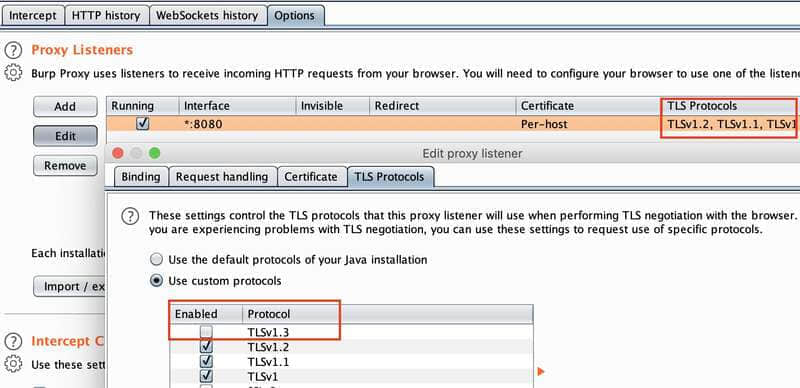 Intercept HTTP history WebSockets history Options
Proxy Listeners
Burp Proxy uses listeners to receive incoming HTTP requests from your browser. You will need to configure your browser to use one of the
Add
Running Interface Invisible Redirect Certificate TLS Protocols
Edit
*:8080 Per-host TLSv1.2, TLSv1.1,
Remove
Edit proxy listener
Binding Request handling Certificate TLS Protocols
These settings control the TLS protocols that this proxy listener will use when performing TLS negotiation with the browser.
you are experiencing problems with TLS negotiation, you can use these settings to request use of specific protocols.
Each
Use the default protocols of your Java installation
Import /
Use custom protocols
Enabled Protocol
TLSv1.3
TLSv1.2
TLSv1.1
TLSv1
Intercept
Use these